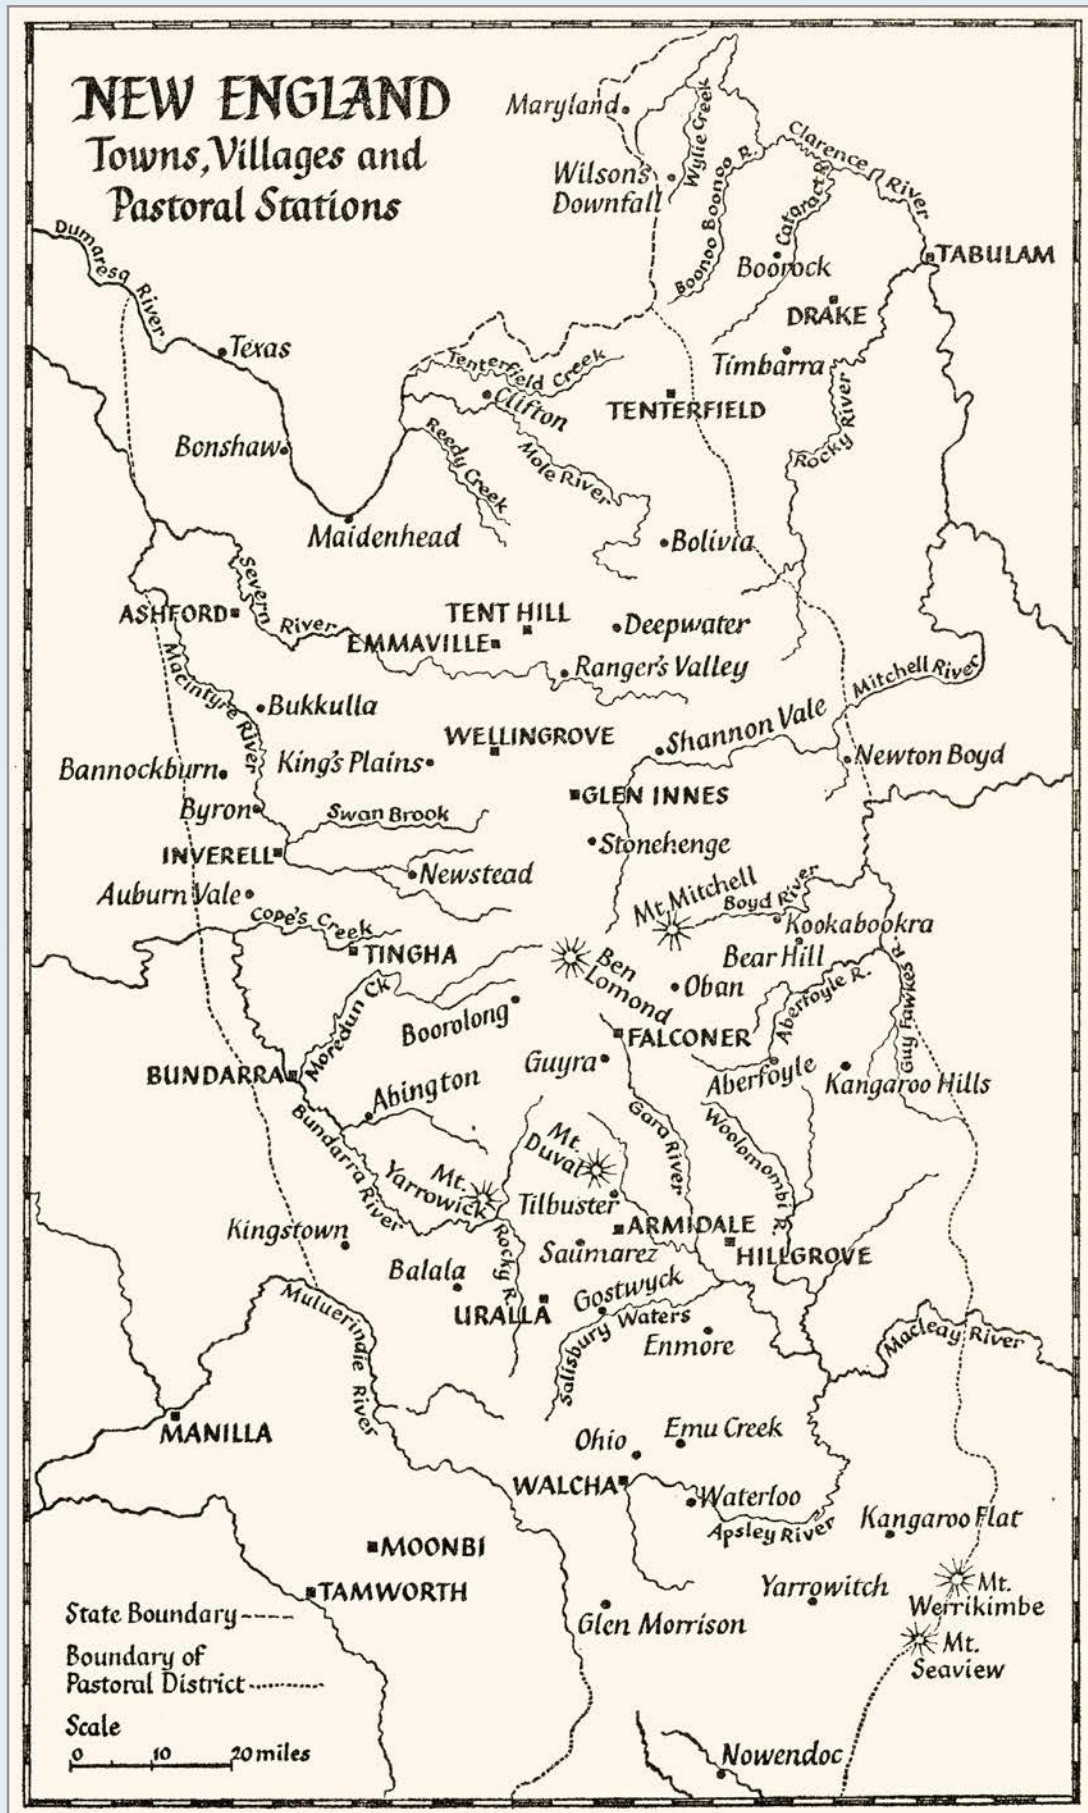 NEW ENGLAND
Towns, Villages and
Pastoral Stations
Maryland
Wylie Creek
Wilson's
Downfall
Boonoo Boonoo R.
Clarence River
Cataract R.
Boorock
TABULAM
DRAKE
Dumaresq River
Texas
Timbarra
Tenterfield Creek
Clifton
TENTERFIELD
Rocky River
Bonshaw
Reedy Creek
Mole River
Maidenhead
Bolivia
Severn River
ASHFORD
TENT HILL
EMMAVILLE
Deepwater
Ranger's Valley
Macintyre River
Mitchell River
Bukkulla
WELLINGROVE
Shannon Vale
Newton Boyd
Bannockburn
King's Plains
GLEN INNES
Byron
Swan Brook
Stonehenge
INVERELL
Newstead
Auburn Vale
Mt. Mitchell
Boyd River
Kookabookra
Cope's Creek
TINGHA
Bear Hill
Ben
Lomond
Oban
Moredun Ck
Boorolong
FALCONER
Aberfoyle R.
Guy Fawkes R.
Guyra
BUNDARRA
Abington
Aberfoyle
Kangaroo Hills
Bundarra River
Gara River
Woolomombi R.
Mt.
Duval
Mt.
Yarrowick
Tilbuster
ARMIDALE
Kingstown
Rocky R.
Saumarez
HILLGROVE
Balala
Gostwyck
URALLA
Salisbury Waters
Enmore
Muluerindie River
Macleay River
MANILLA
Ohio
Emu Creek
WALCHA
Waterloo
Apsley River
Kangaroo Flat
MOONBI
TAMWORTH
Yarrowitch
Mt.
Werrikimbe
Glen Morrison
Mt.
Seaview
State Boundary
Boundary of
Pastoral District
Scale
0 10 20 miles
Nowendoc